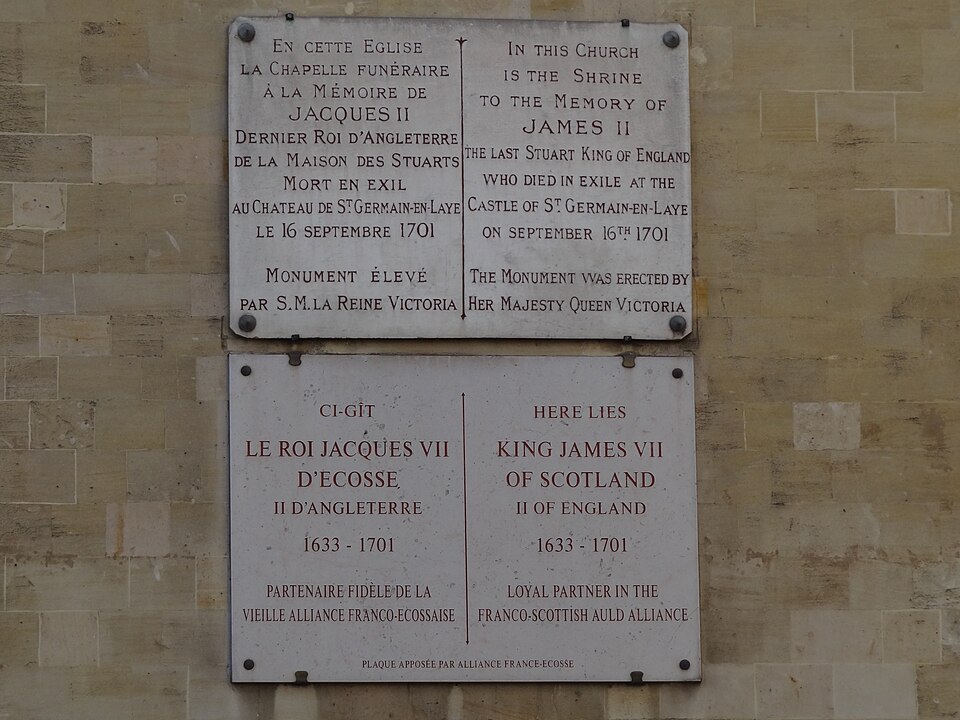 EN CETTE EGLISE
LA CHAPELLE FUNÉRAIRE
À LA MÉMOIRE DE
JACQUES II
DERNIER ROI D'ANGLETERRE
DE LA MAISON DES STUARTS
MORT EN EXIL
AU CHATEAU DE ST GERMAIN-EN-LAYE
LE 16 SEPTEMBRE 1701
MONUMENT ÉLEVÉ
PAR S.M. LA REINE VICTORIA
IN THIS CHURCH
IS THE SHRINE
TO THE MEMORY OF
JAMES II
THE LAST STUART KING OF ENGLAND
WHO DIED IN EXILE AT THE
CASTLE OF ST GERMAIN-EN-LAYE
ON SEPTEMBER 16TH 1701
THE MONUMENT WAS ERECTED BY
HER MAJESTY QUEEN VICTORIA
CI-GÎT
LE ROI JACQUES VII
D'ECOSSE
II D'ANGLETERRE
1633 - 1701
PARTENAIRE FIDÈLE DE LA
VIEILLE ALLIANCE FRANCO-ECOSSAISE
HERE LIES
KING JAMES VII
OF SCOTLAND
II OF ENGLAND
1633 - 1701
LOYAL PARTNER IN THE
FRANCO-SCOTTISH AULD ALLIANCE
PLAQUE APPOSÉE PAR ALLIANCE FRANCE-ECOSSE